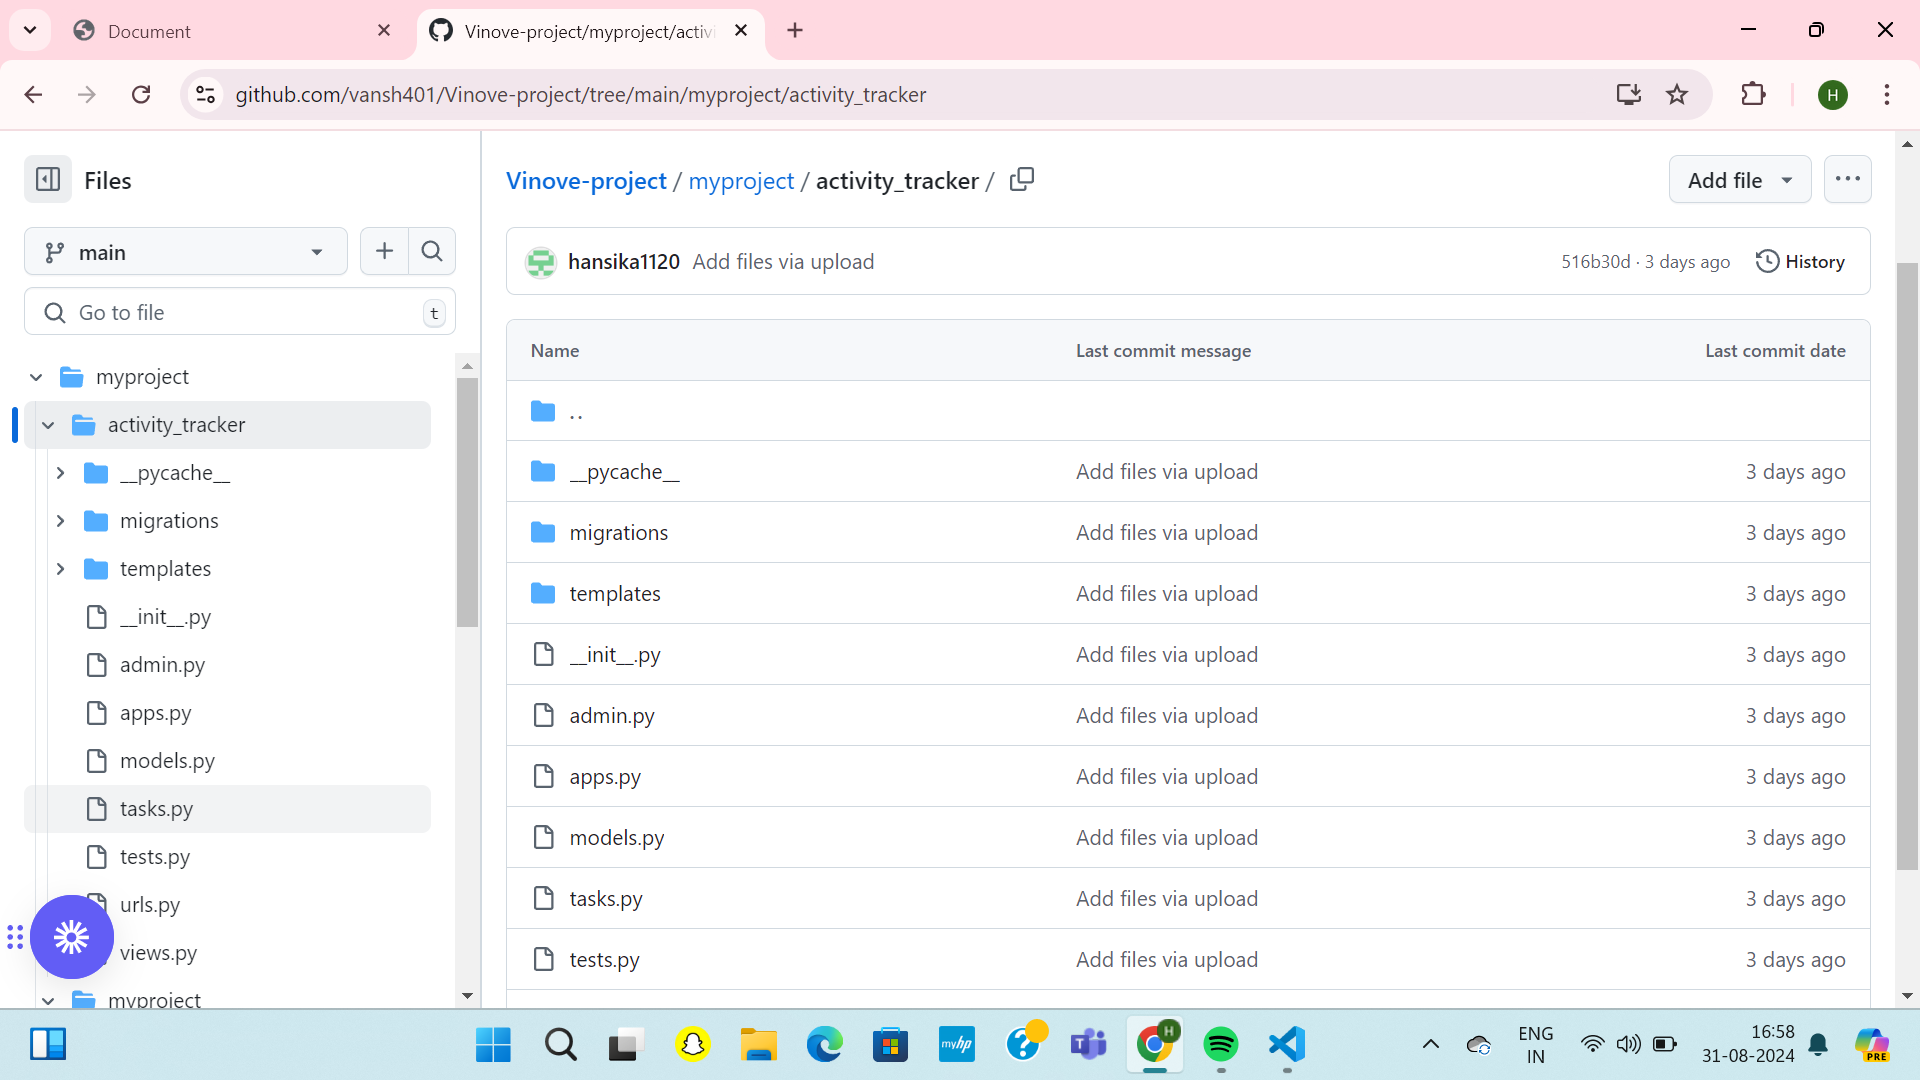 Document
Vinove-project/myproject/activi
github.com/vansh401/Vinove-project/tree/main/myproject/activity_tracker
H
Files
main
Go to file
t
myproject
activity_tracker
__pycache__
migrations
templates
__init__.py
admin.py
apps.py
models.py
tasks.py
tests.py
urls.py
views.py
myproject
Vinove-project / myproject / activity_tracker /
Add file
hansika1120 Add files via upload
516b30d · 3 days ago
History
Name Last commit message Last commit date
..
__pycache__ Add files via upload 3 days ago
migrations Add files via upload 3 days ago
templates Add files via upload 3 days ago
__init__.py Add files via upload 3 days ago
admin.py Add files via upload 3 days ago
apps.py Add files via upload 3 days ago
models.py Add files via upload 3 days ago
tasks.py Add files via upload 3 days ago
tests.py Add files via upload 3 days ago
myhp
T
H
ENG
IN
16:58
31-08-2024
PRE